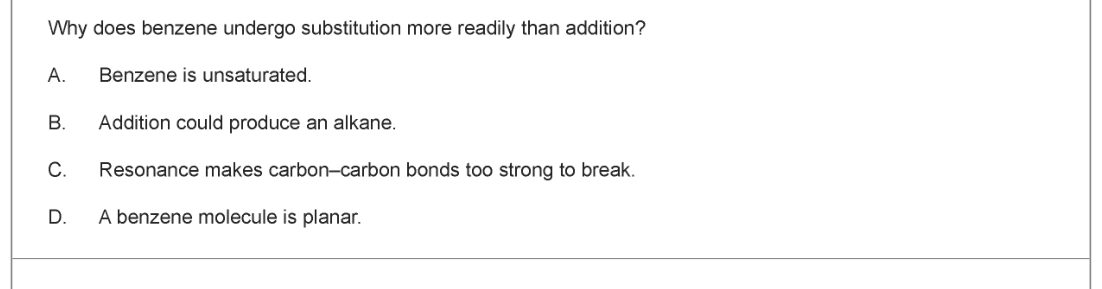 Why does benzene undergo substitution more readily than addition?
A. Benzene is unsaturated.
B. Addition could produce an alkane.
C. Resonance makes carbon–carbon bonds too strong to break.
D. A benzene molecule is planar.